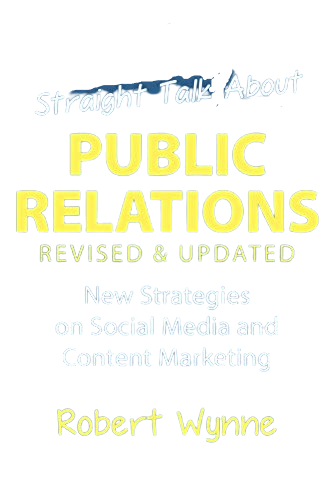 Straight Talk About
PUBLIC
RELATIONS
REVISED & UPDATED
New Strategies
on Social Media and
Content Marketing
Robert Wynne